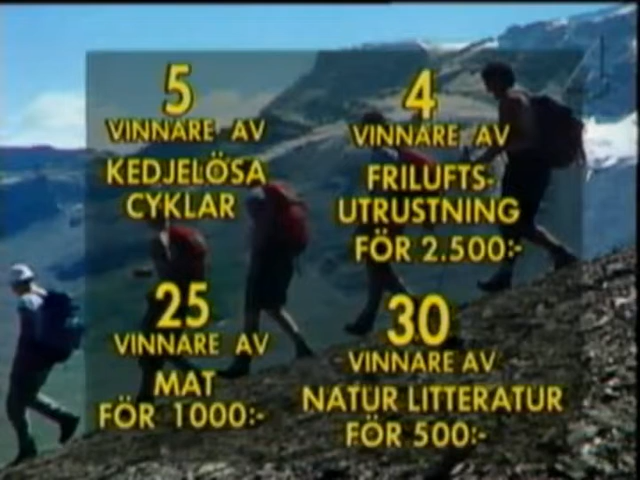 5
VINNARE AV
KEDJELÖSA
CYKLAR
4
VINNARE AV
FRILUFTS-
UTRUSTNING
FÖR 2.500:-
25
VINNARE AV
MAT
FÖR 1000:-
30
VINNARE AV
NATUR LITTERATUR
FÖR 500:-